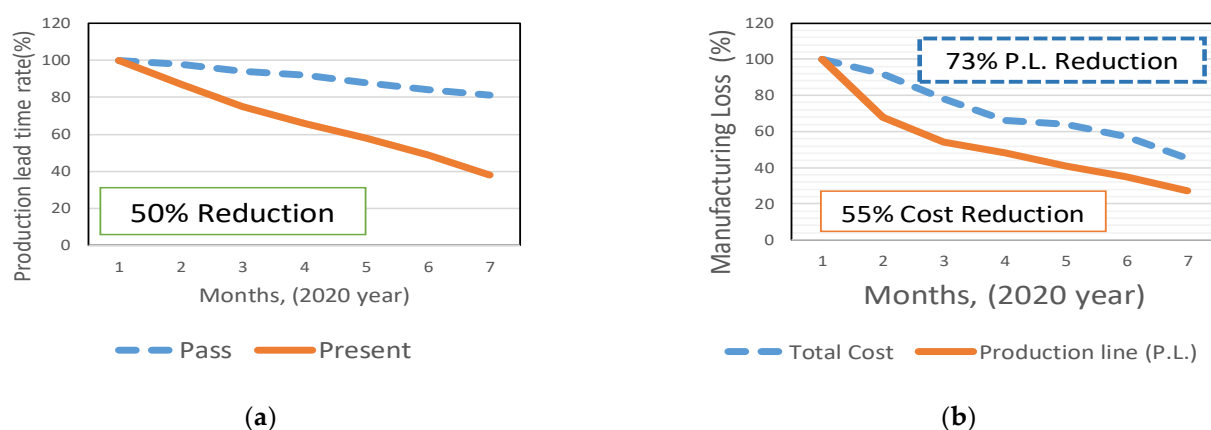 Production lead time rate(%)
120
100
80
60
40
20
0
50% Reduction
1 2 3 4 5 6 7
Months, (2020 year)
Pass Present
(a)
Manufacturing Loss (%)
120
100
80
60
40
20
0
73% P.L. Reduction
55% Cost Reduction
1 2 3 4 5 6 7
Months, (2020 year)
Total Cost Production line (P.L.)
(b)